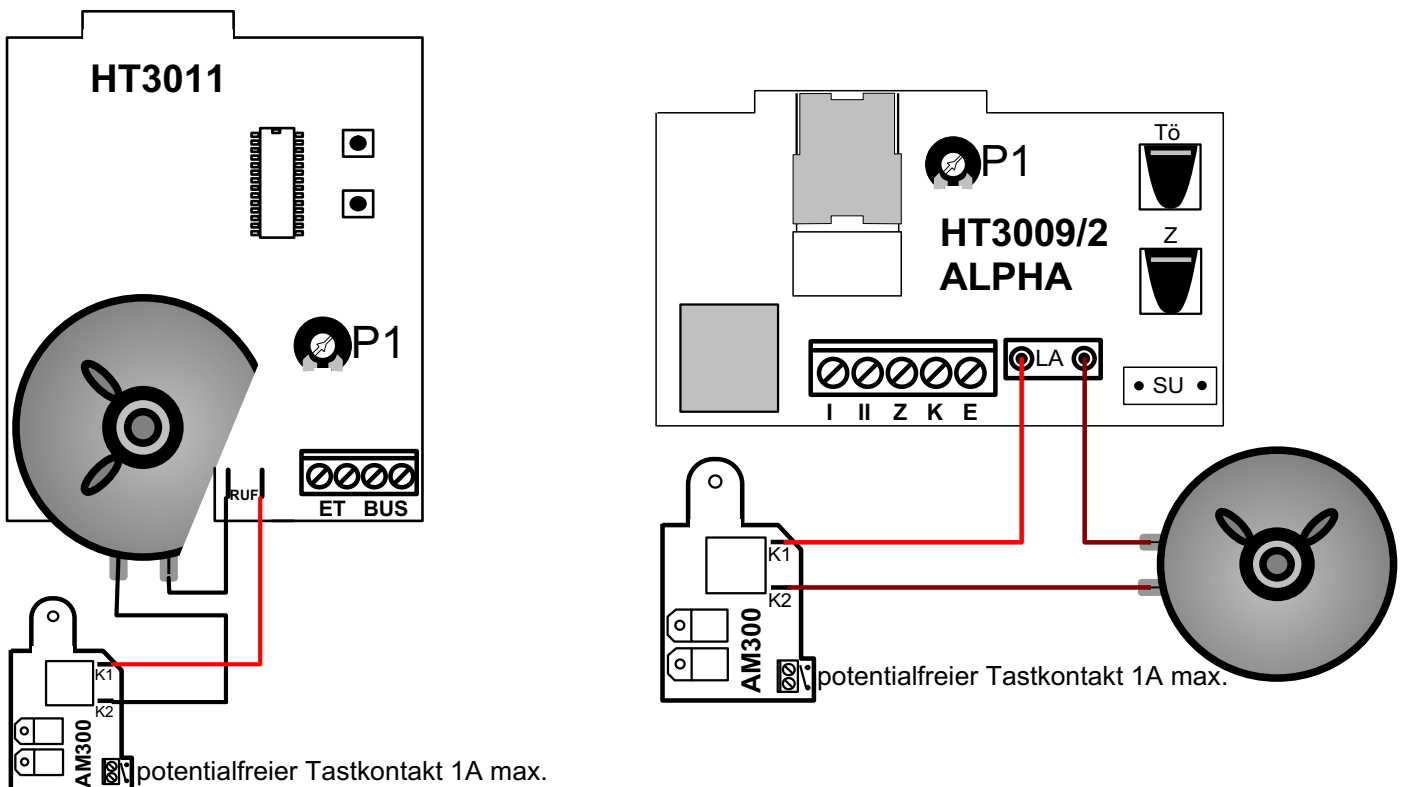 HT3011
P1
RUF
ET BUS
K1
K2
AM300
potentialfreier Tastkontakt 1A max.
Tö
P1
HT3009/2
ALPHA
Z
LA
SU
I II Z K E
K1
K2
AM300
potentialfreier Tastkontakt 1A max.